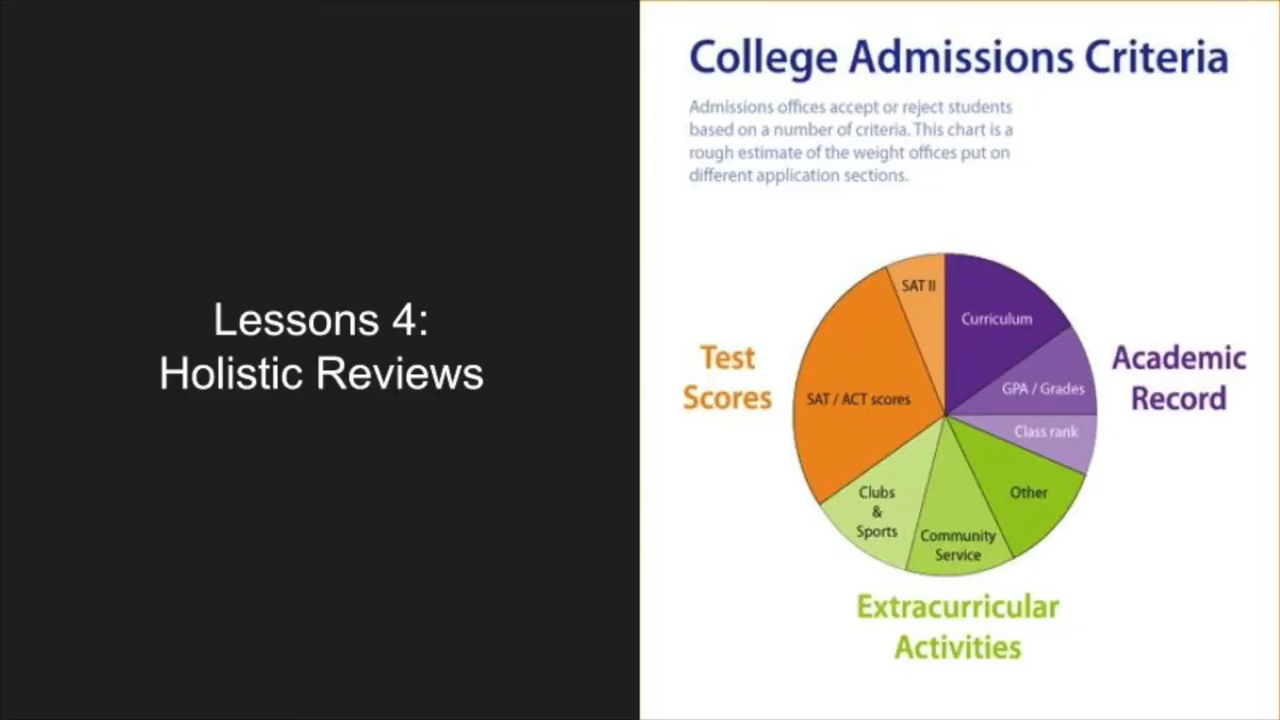 Lessons 4:
Holistic Reviews
College Admissions Criteria
Admissions offices accept or reject students
based on a number of criteria. This chart is a
rough estimate of the weight offices put on
different application sections.
SAT II
Curriculum
Test
Scores
SAT / ACT scores
GPA / Grades
Academic
Record
Class rank
Clubs
&
Sports
Community
Service
Other
Extracurricular
Activities